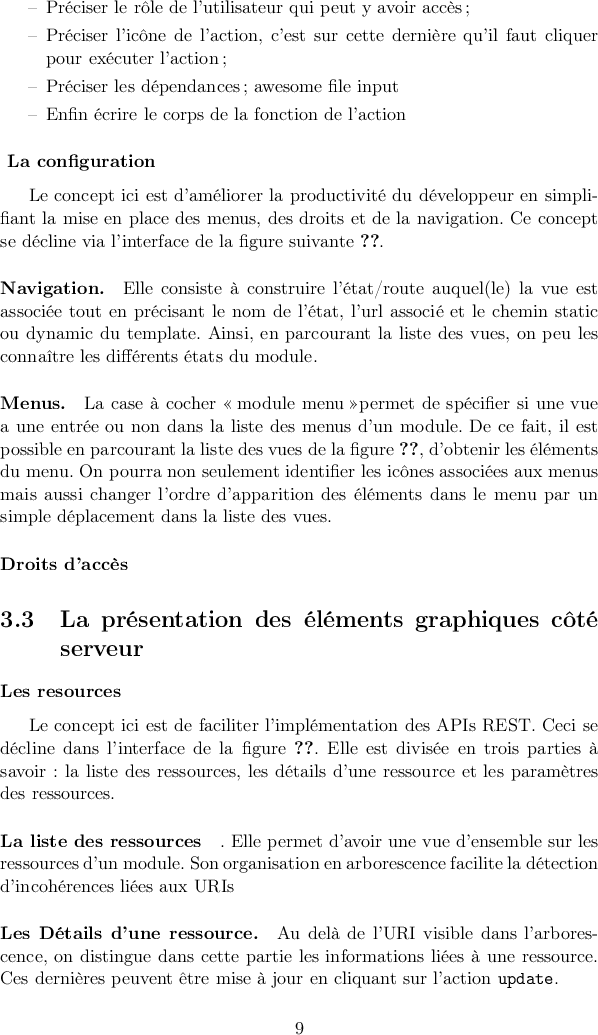 – Préciser le rôle de l'utilisateur qui peut y avoir accès ;
– Préciser l'icône de l'action, c'est sur cette dernière qu'il faut cliquer
pour exécuter l'action ;
– Préciser les dépendances ; awesome file input
– Enfin écrire le corps de la fonction de l'action
La configuration
Le concept ici est d'améliorer la productivité du développeur en simpli-
fiant la mise en place des menus, des droits et de la navigation. Ce concept
se décline via l'interface de la figure suivante ??.
Navigation. Elle consiste à construire l'état/route auquel(le) la vue est
associée tout en précisant le nom de l'état, l'url associé et le chemin static
ou dynamic du template. Ainsi, en parcourant la liste des vues, on peu les
connaître les différents états du module.
Menus. La case à cocher « module menu »permet de spécifier si une vue
a une entrée ou non dans la liste des menus d'un module. De ce fait, il est
possible en parcourant la liste des vues de la figure ??, d'obtenir les éléments
du menu. On pourra non seulement identifier les icônes associées aux menus
mais aussi changer l'ordre d'apparition des éléments dans le menu par un
simple déplacement dans la liste des vues.
Droits d'accès
3.3 La présentation des éléments graphiques côté
serveur
Les resources
Le concept ici est de faciliter l'implémentation des APIs REST. Ceci se
décline dans l'interface de la figure ??. Elle est divisée en trois parties à
savoir : la liste des ressources, les détails d'une ressource et les paramètres
des ressources.
La liste des ressources . Elle permet d'avoir une vue d'ensemble sur les
ressources d'un module. Son organisation en arborescence facilite la détection
d'incohérences liées aux URIs
Les Détails d'une ressource. Au delà de l'URI visible dans l'arbores-
cence, on distingue dans cette partie les informations liées à une ressource.
Ces dernières peuvent être mise à jour en cliquant sur l'action update.
9